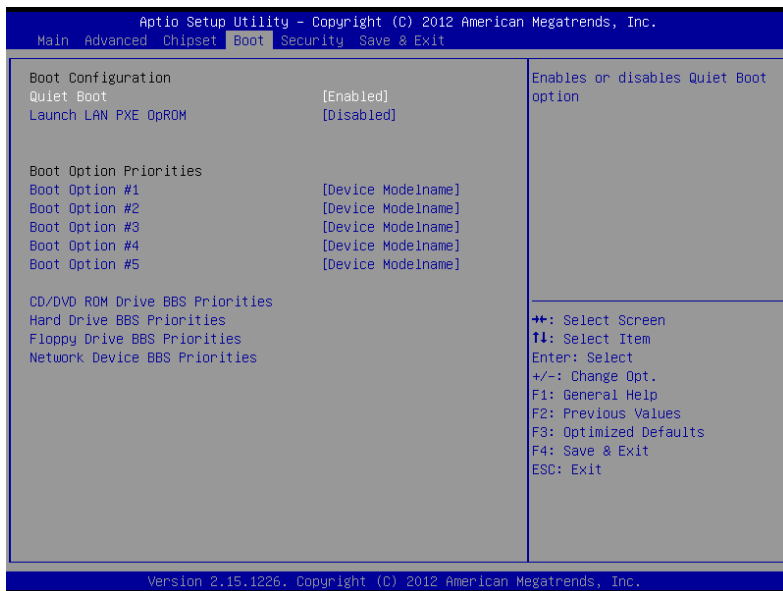 Aptio Setup Utility – Copyright (C) 2012 American Megatrends, Inc.
Main Advanced Chipset Boot Security Save & Exit
Boot Configuration
Quiet Boot [Enabled]
Launch LAN PXE OpROM [Disabled]
Boot Option Priorities
Boot Option #1 [Device Modelname]
Boot Option #2 [Device Modelname]
Boot Option #3 [Device Modelname]
Boot Option #4 [Device Modelname]
Boot Option #5 [Device Modelname]
CD/DVD ROM Drive BBS Priorities
Hard Drive BBS Priorities
Floppy Drive BBS Priorities
Network Device BBS Priorities
Enables or disables Quiet Boot
option
→←: Select Screen
↑↓: Select Item
Enter: Select
+/-: Change Opt.
F1: General Help
F2: Previous Values
F3: Optimized Defaults
F4: Save & Exit
ESC: Exit
Version 2.15.1226. Copyright (C) 2012 American Megatrends, Inc.